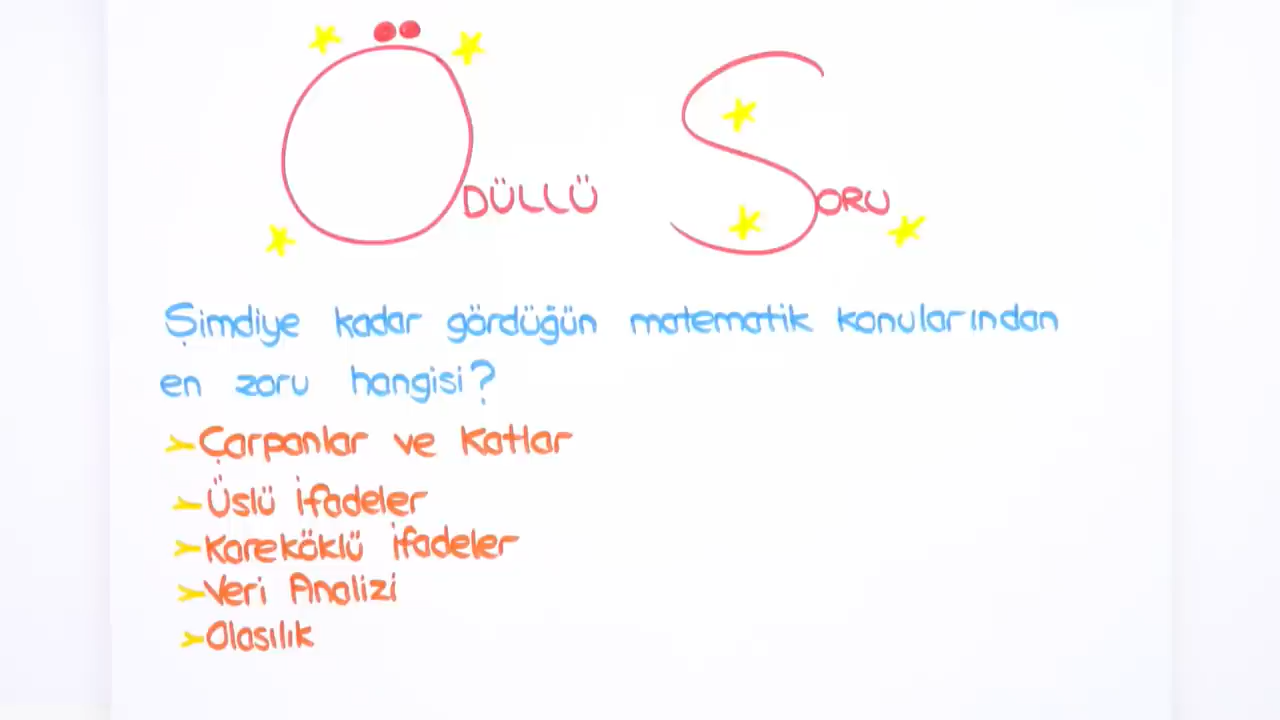 ÖDÜLLÜ SORU
Şimdiye kadar gördüğün matematik konularından
en zoru hangisi?
➤Çarpanlar ve Katlar
➤Üslü İfadeler
➤Kareköklü İfadeler
➤Veri Analizi
➤Olasılık